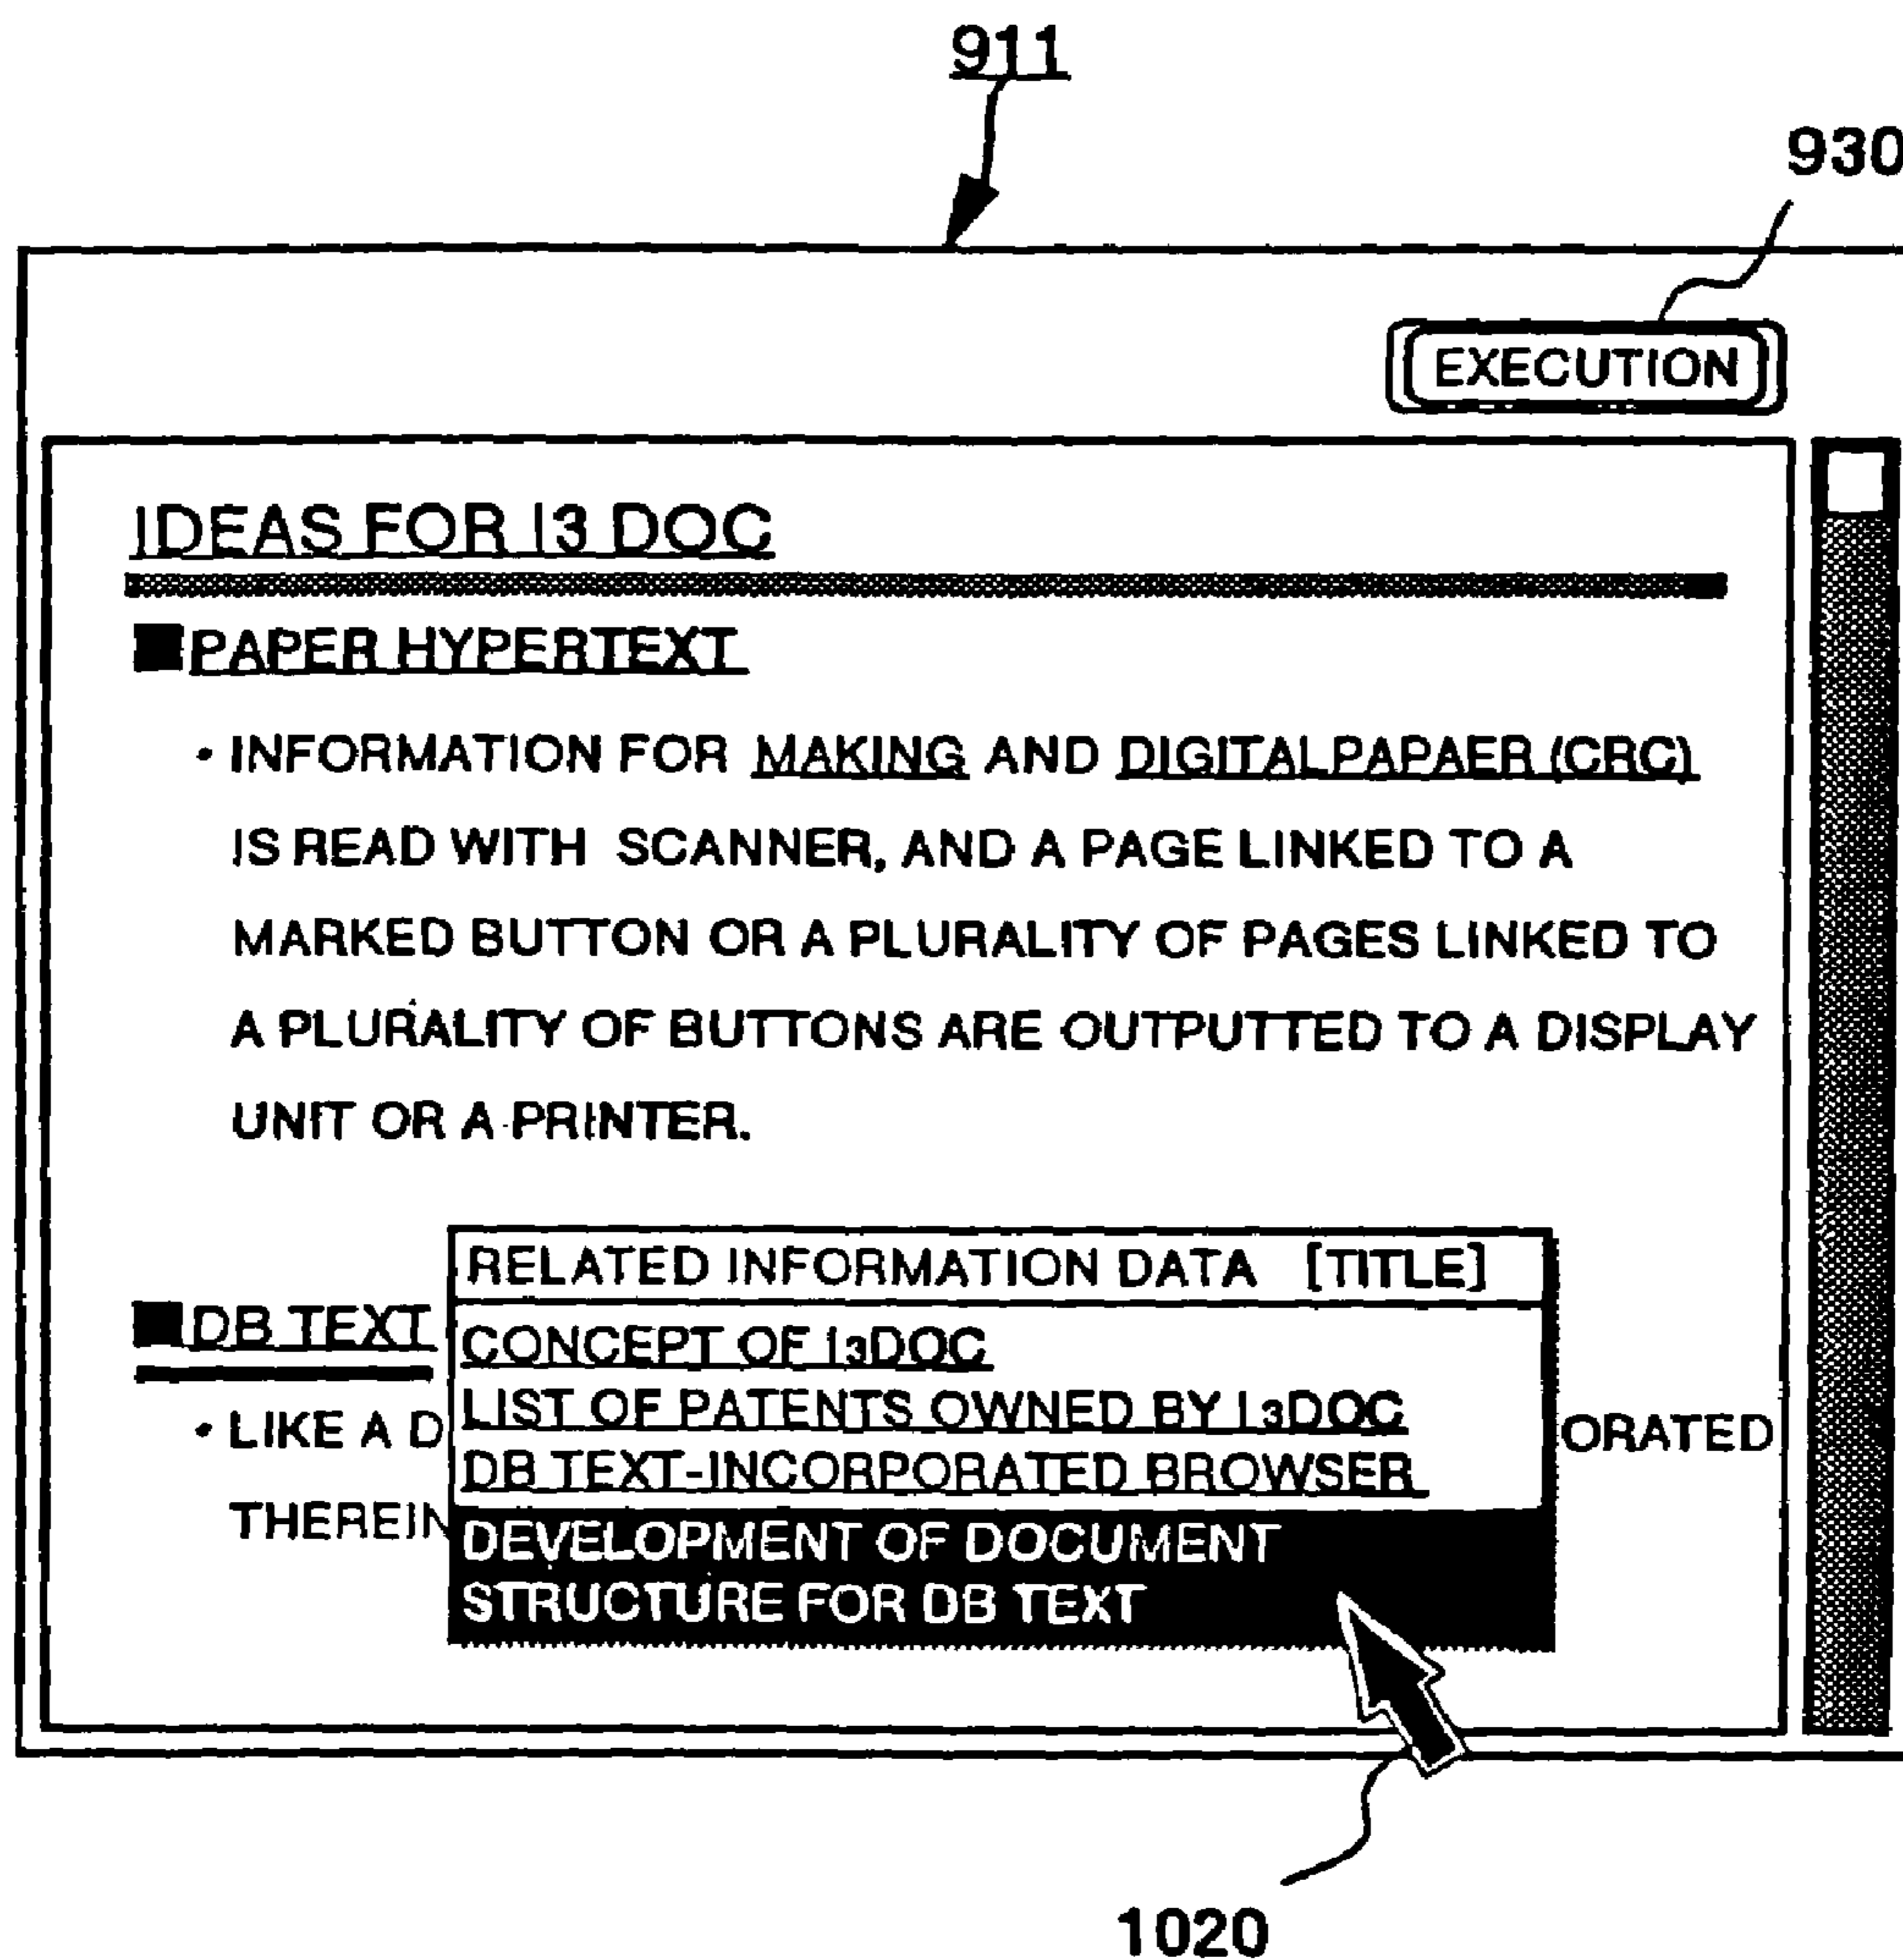 911
930
EXECUTION
IDEAS FOR I3 DOC
PAPER HYPERTEXT
• INFORMATION FOR MAKING AND DIGITALPAPAER (CRC)
IS READ WITH SCANNER, AND A PAGE LINKED TO A
MARKED BUTTON OR A PLURALITY OF PAGES LINKED TO
A PLURALITY OF BUTTONS ARE OUTPUTTED TO A DISPLAY
UNIT OR A PRINTER.
RELATED INFORMATION DATA [TITLE]
CONCEPT OF I3DOC
LIST OF PATENTS OWNED BY I3DOC
DB TEXT-INCORPORATED BROWSER
DEVELOPMENT OF DOCUMENT
STRUCTURE FOR DB TEXT
DB TEXT
• LIKE A D ORATED
THEREIN
1020